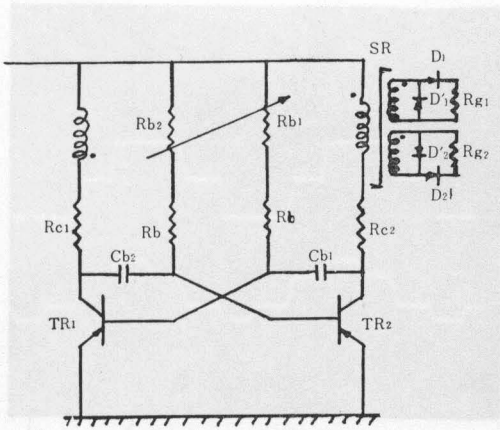 SR
D1
D'1
Rg1
Rb2
Rb1
D'2
Rg2
D2
Rc1
Rb
Rb
Rc2
Cb2
Cb1
TR1
TR2